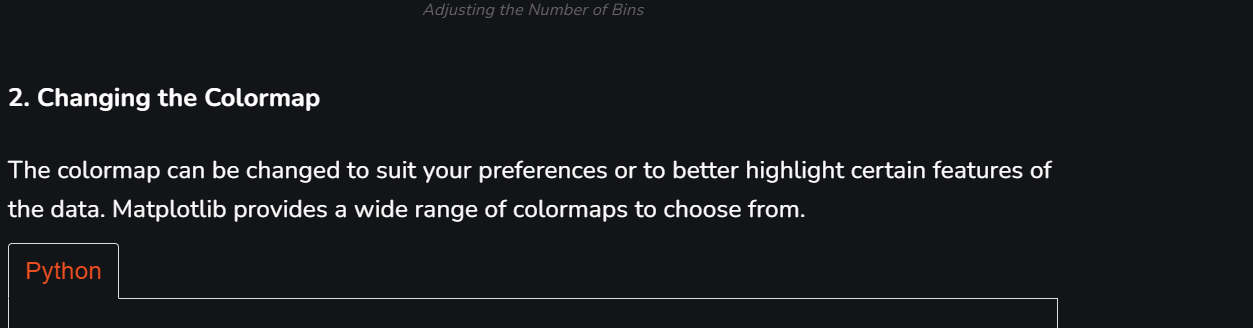 Adjusting the Number of Bins
2. Changing the Colormap
The colormap can be changed to suit your preferences or to better highlight certain features of
the data. Matplotlib provides a wide range of colormaps to choose from.
Python